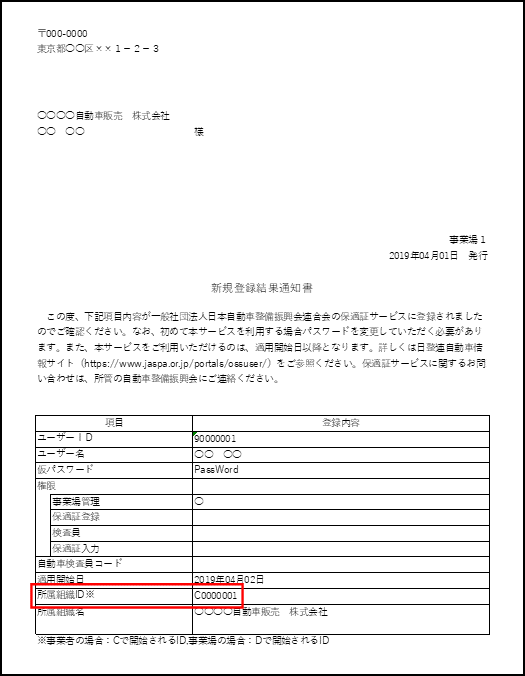 〒000-0000
東京都〇〇区××1－2－3
〇〇〇〇自動車販売　株式会社
〇〇　〇〇　様
事業場1
2019年04月01日　発行
新規登録結果通知書
この度、下記項目内容が一般社団法人日本自動車整備振興会連合会の保適証サービスに登録されました
のでご確認ください。なお、初めて本サービスを利用する場合パスワードを変更していただく必要があり
ます。また、本サービスをご利用いただけるのは、適用開始日以降となります。詳しくは日整連自動車情
報サイト（https://www.jaspa.or.jp/portals/ossuser/）をご参照ください。保適証サービスに関するお問
い合わせは、所管の自動車整備振興会にご連絡ください。
項目　登録内容
ユーザーＩＤ　90000001
ユーザー名　〇〇　〇〇
仮パスワード　PassWord
権限
事業場管理　〇
保適証登録
検査員
保適証入力
自動車検査員コード
適用開始日　2019年04月02日
所属組織ID※　C0000001
所属組織名　〇〇〇〇自動車販売　株式会社
※事業者の場合：Cで開始されるID,事業場の場合：Dで開始されるID